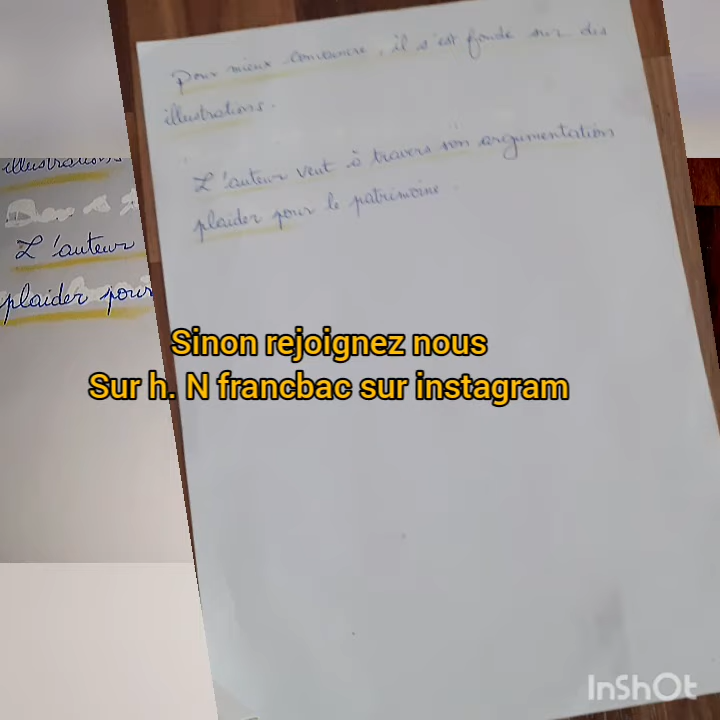 Pour mieux convaincre, il s'est fondé sur des
illustrations.
L'auteur veut à travers son argumentation
plaider pour le patrimoine.
illustrations
L'auteur
plaider pour
Sinon rejoignez nous
Sur h. N francbac sur instagram
InShOt